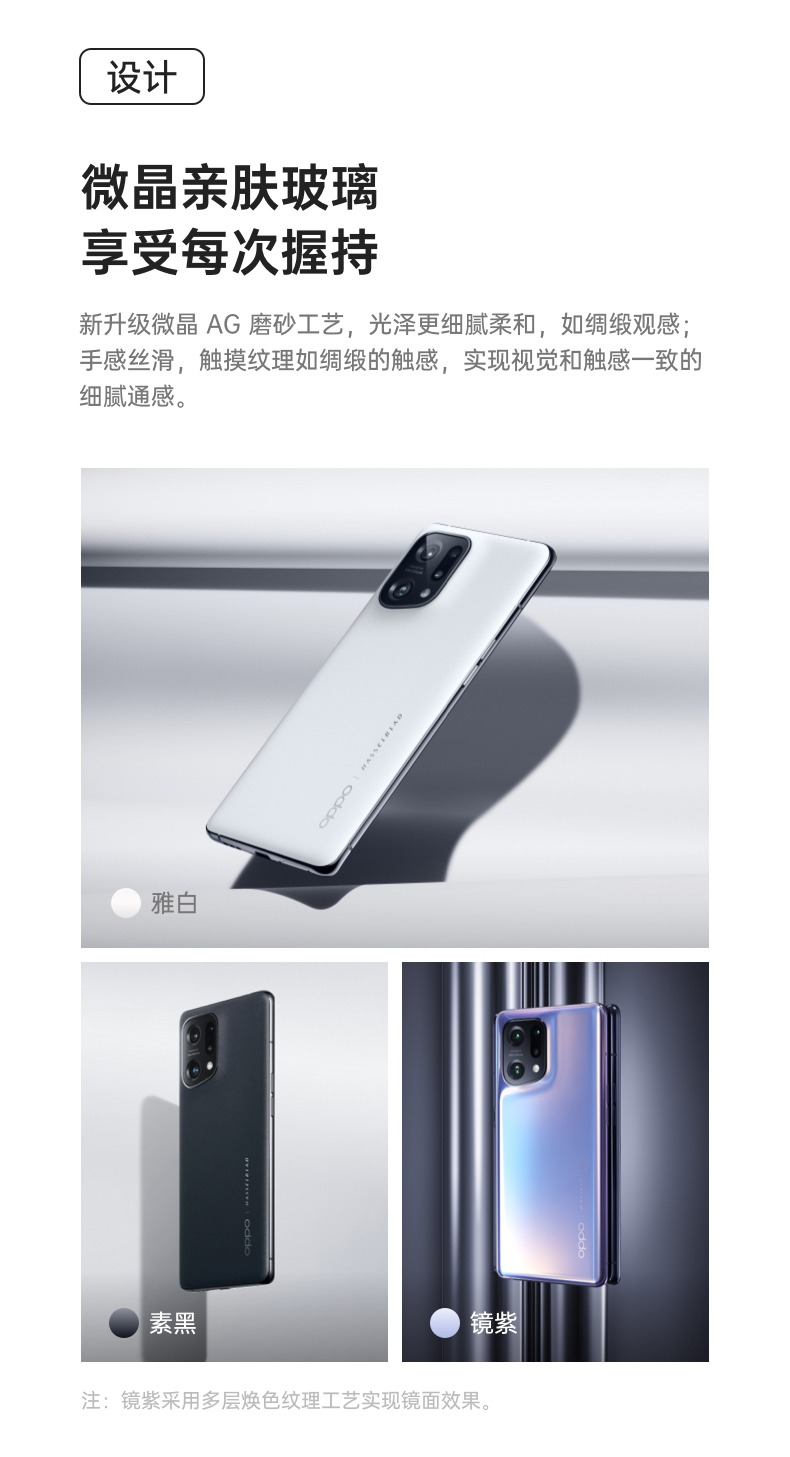 设计
微晶亲肤玻璃
享受每次握持
新升级微晶 AG 磨砂工艺，光泽更细腻柔和，如绸缎观感；
手感丝滑，触摸纹理如绸缎的触感，实现视觉和触感一致的
细腻通感。
oppo | HASSELBLAD
雅白
oppo | HASSELBLAD
素黑
oppo
镜紫
注：镜紫采用多层焕色纹理工艺实现镜面效果。